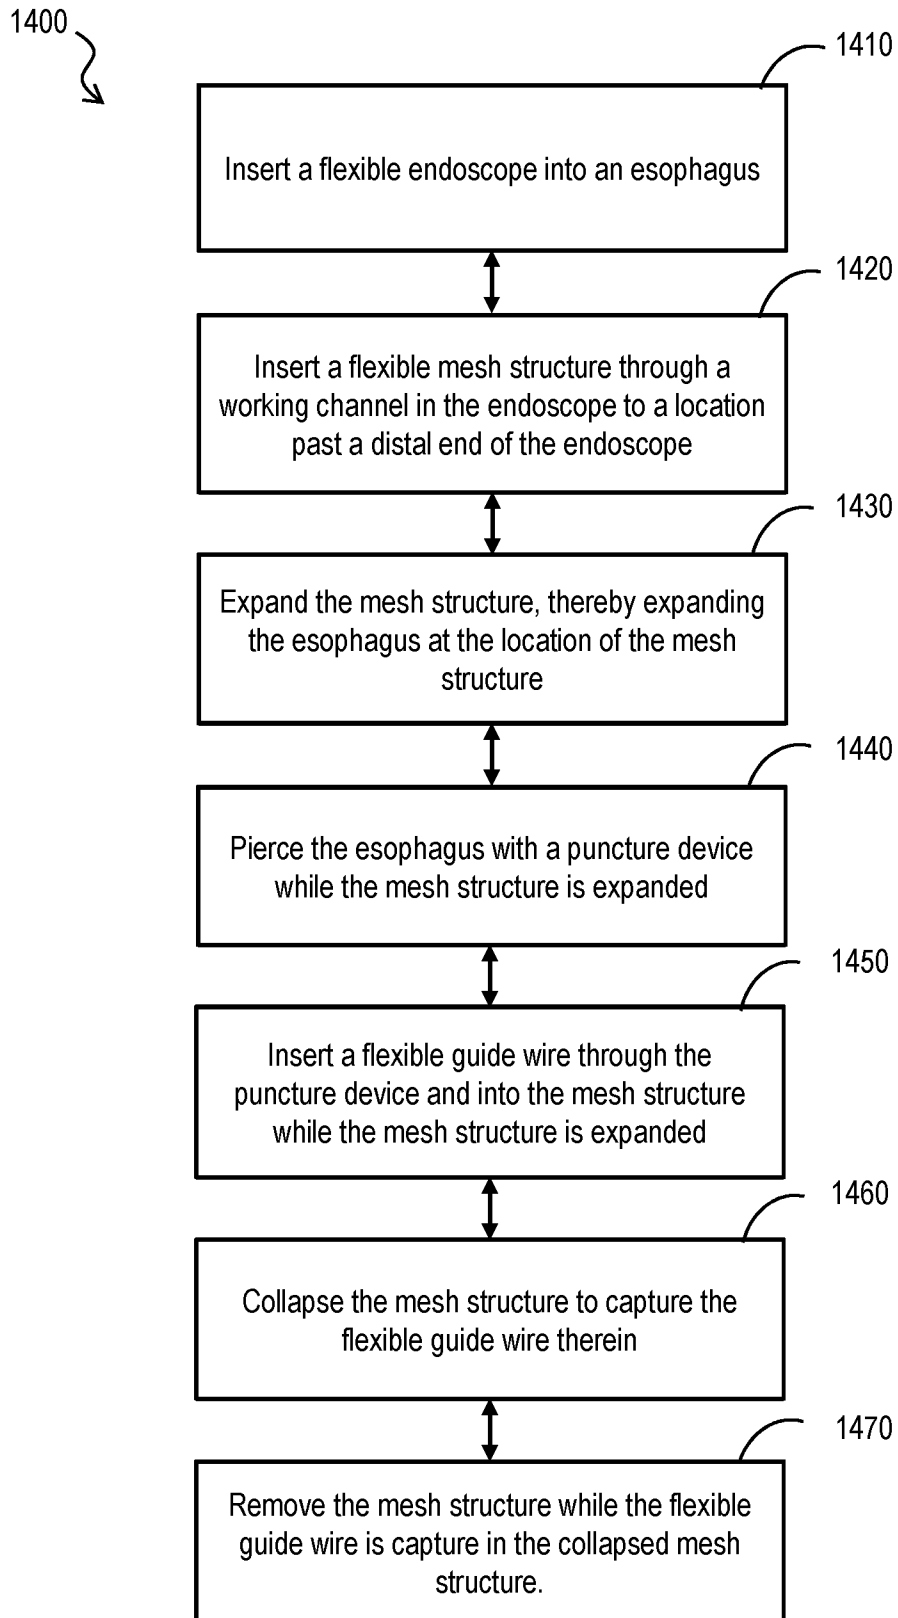 1400
1410
Insert a flexible endoscope into an esophagus
1420
Insert a flexible mesh structure through a
working channel in the endoscope to a location
past a distal end of the endoscope
1430
Expand the mesh structure, thereby expanding
the esophagus at the location of the mesh
structure
1440
Pierce the esophagus with a puncture device
while the mesh structure is expanded
1450
Insert a flexible guide wire through the
puncture device and into the mesh structure
while the mesh structure is expanded
1460
Collapse the mesh structure to capture the
flexible guide wire therein
1470
Remove the mesh structure while the flexible
guide wire is capture in the collapsed mesh
structure.